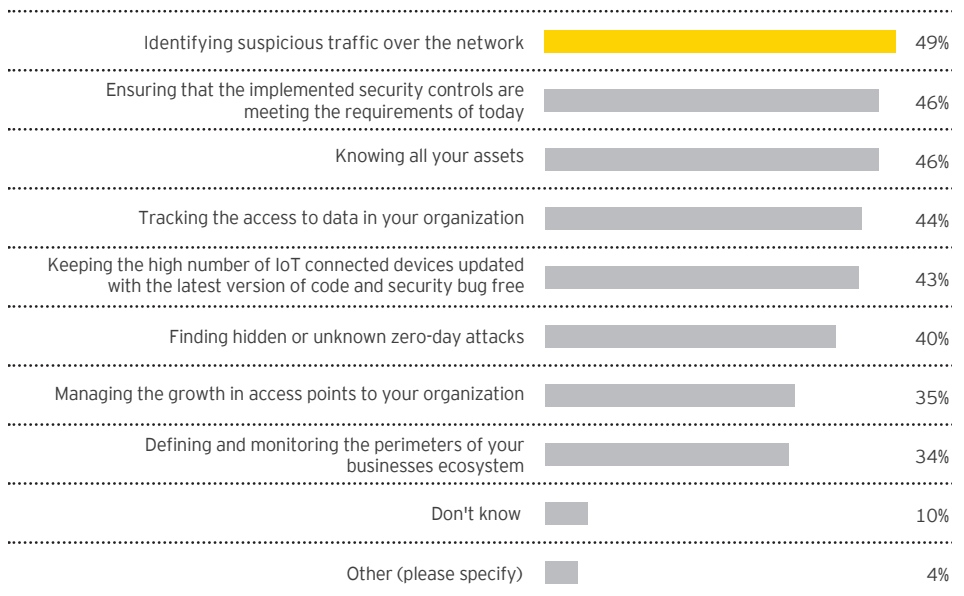 Identifying suspicious traffic over the network 49%
Ensuring that the implemented security controls are
meeting the requirements of today 46%
Knowing all your assets 46%
Tracking the access to data in your organization 44%
Keeping the high number of IoT connected devices updated
with the latest version of code and security bug free 43%
Finding hidden or unknown zero-day attacks 40%
Managing the growth in access points to your organization 35%
Defining and monitoring the perimeters of your
businesses ecosystem 34%
Don't know 10%
Other (please specify) 4%